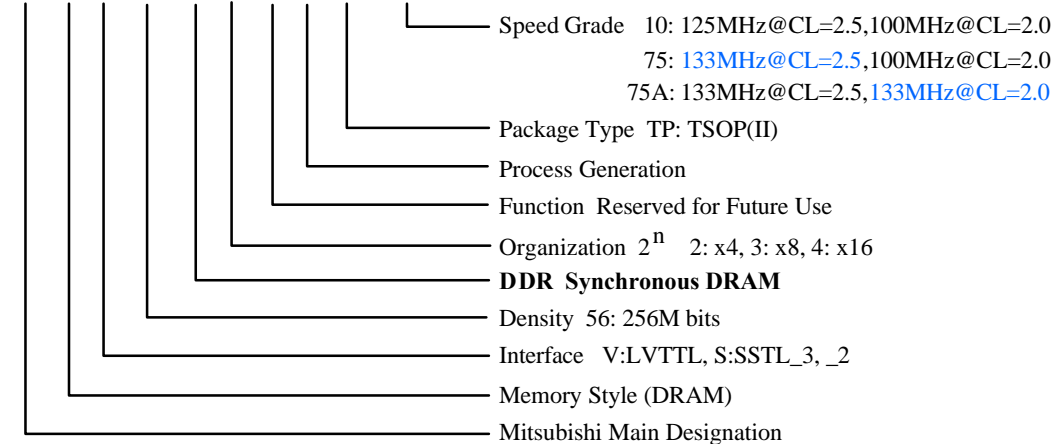 Speed Grade 10: 125MHz@CL=2.5,100MHz@CL=2.0
75: 133MHz@CL=2.5,100MHz@CL=2.0
75A: 133MHz@CL=2.5,133MHz@CL=2.0
Package Type TP: TSOP(II)
Process Generation
Function Reserved for Future Use
Organization 2n 2: x4, 3: x8, 4: x16
DDR Synchronous DRAM
Density 56: 256M bits
Interface V:LVTTL, S:SSTL_3, _2
Memory Style (DRAM)
Mitsubishi Main Designation